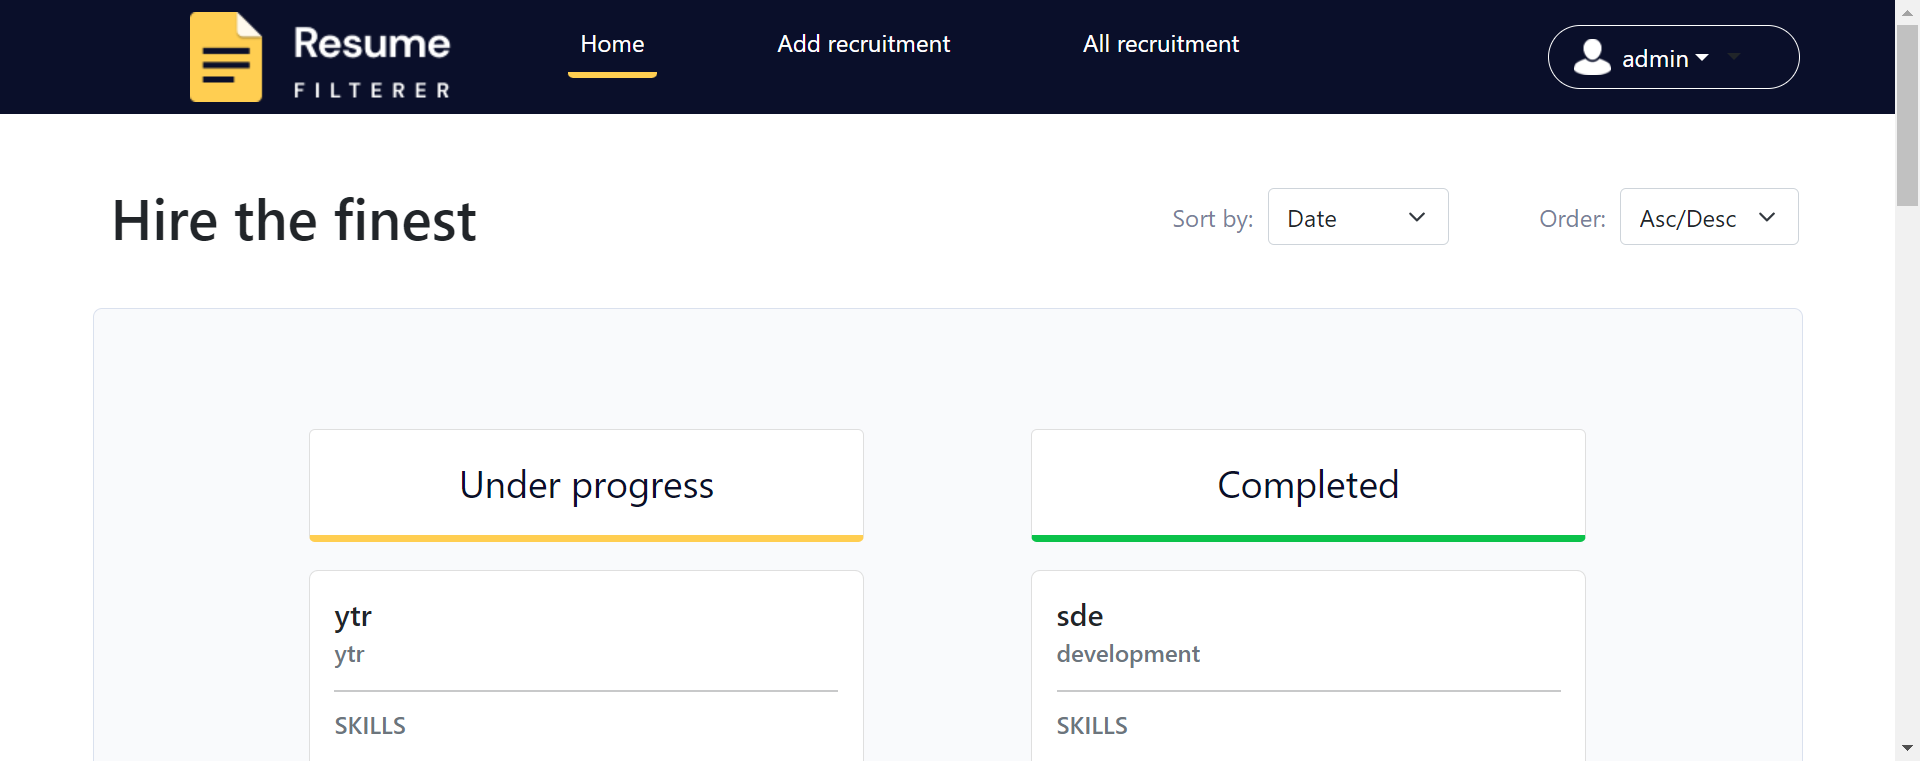 Resume
FILTERER
Home
Add recruitment
All recruitment
admin
Hire the finest
Sort by:
Date
Order:
Asc/Desc
Under progress
Completed
ytr
ytr
SKILLS
sde
development
SKILLS